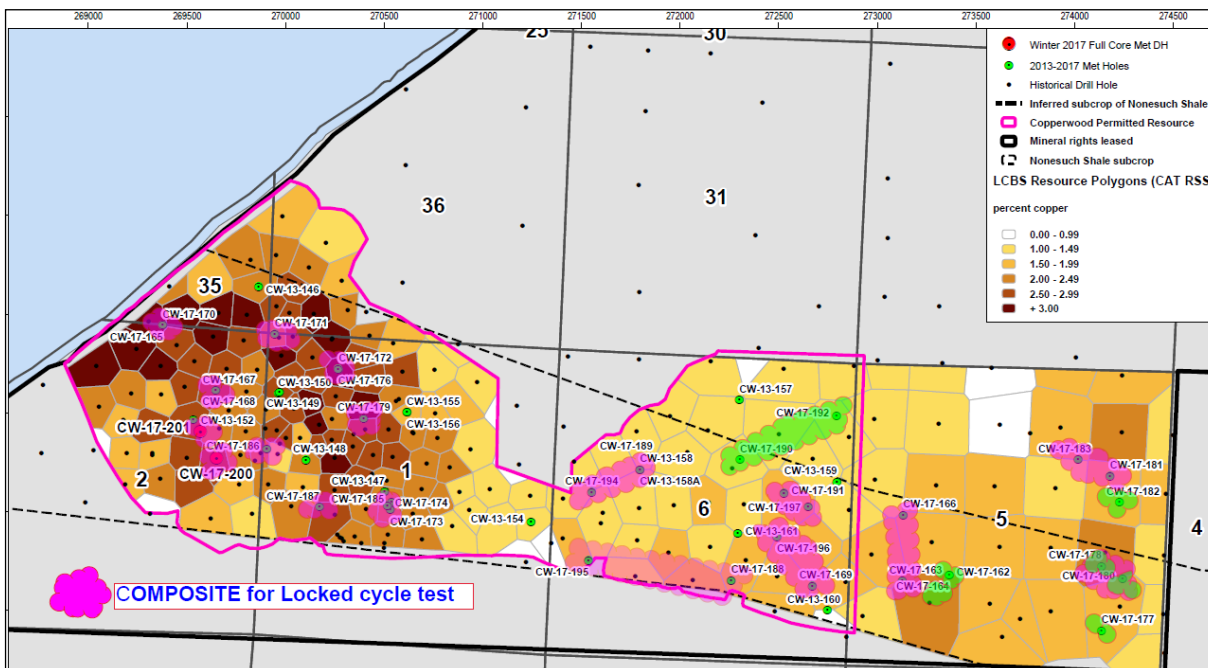 269000 269500 270000 270500 271000 271500 272000 272500 273000 273500 274000 274500
25
30
Winter 2017 Full Core Met DH
2013-2017 Met Holes
Historical Drill Hole
Inferred subcrop of Nonesuch Shale
Copperwood Permitted Resource
Mineral rights leased
Nonesuch Shale subcrop
LCBS Resource Polygons (CAT RSS
percent copper
0.00 - 0.99
1.00 - 1.49
1.50 - 1.99
2.00 - 2.49
2.50 - 2.99
+ 3.00
36
31
35
CW-13-146
CW-17-170
CW-17-171
CW-17-165
CW-17-172
CW-17-167
CW-13-150
CW-17-176
CW-13-157
CW-17-168
CW-13-149
CW-17-179
CW-13-155
CW-17-192
CW-17-201
CW-13-152
CW-13-156
CW-17-186
CW-13-148
CW-17-189
CW-13-158
CW-17-190
CW-17-183
CW-17-200
1
CW-13-159
CW-17-181
2
CW-13-147
CW-17-194
CW-13-158A
CW-17-191
CW-17-182
CW-17-187
CW-17-185
CW-17-174
CW-17-197
CW-17-166
CW-17-173
CW-13-154
6
5
4
CW-13-161
CW-17-196
CW-17-178
CW-17-195
CW-17-188
CW-17-169
CW-17-163
CW-17-162
CW-17-180
CW-17-164
CW-13-160
CW-17-177
COMPOSITE for Locked cycle test